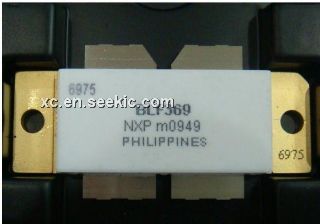 6975
xc.en.seekic.com
BLF369
NXP m0949
PHILIPPINES
6975